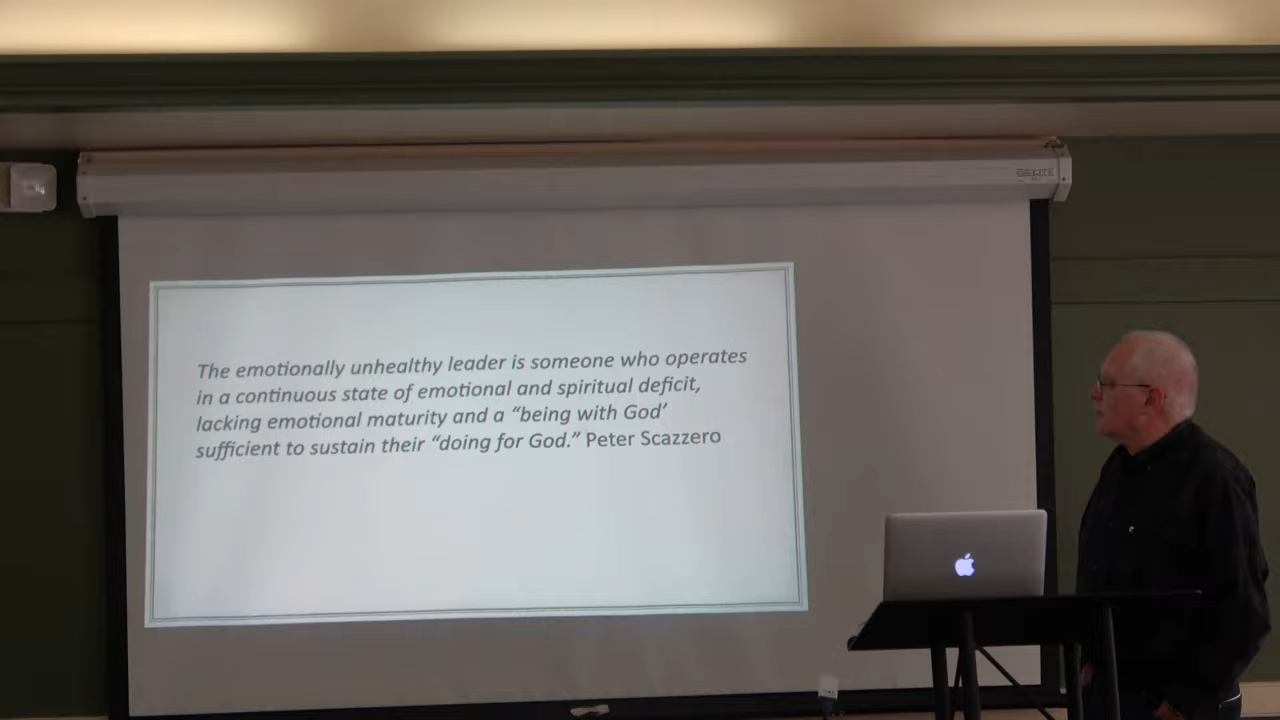 The emotionally unhealthy leader is someone who operates
in a continuous state of emotional and spiritual deficit,
lacking emotional maturity and a “being with God’
sufficient to sustain their “doing for God.” Peter Scazzero